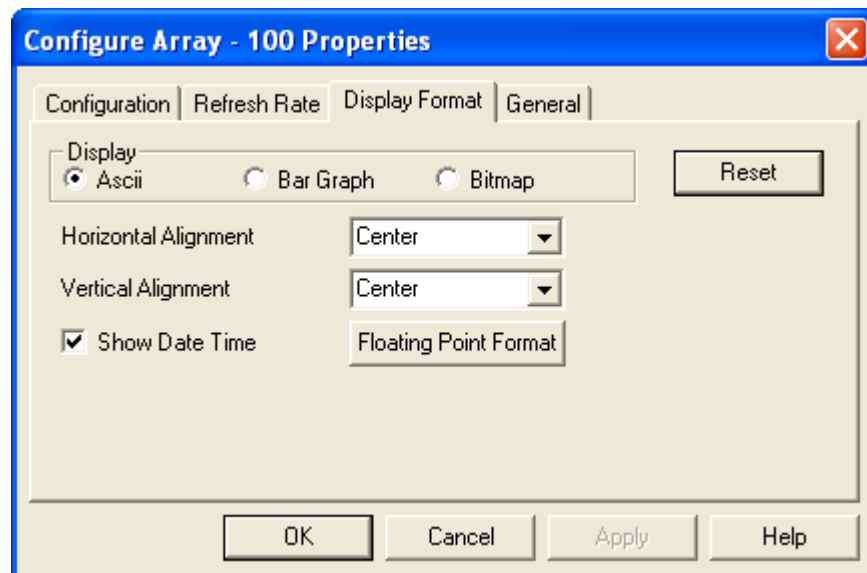 Configure Array - 100 Properties
Configuration Refresh Rate Display Format General
Display
Ascii Bar Graph Bitmap Reset
Horizontal Alignment Center
Vertical Alignment Center
Show Date Time Floating Point Format
OK Cancel Apply Help